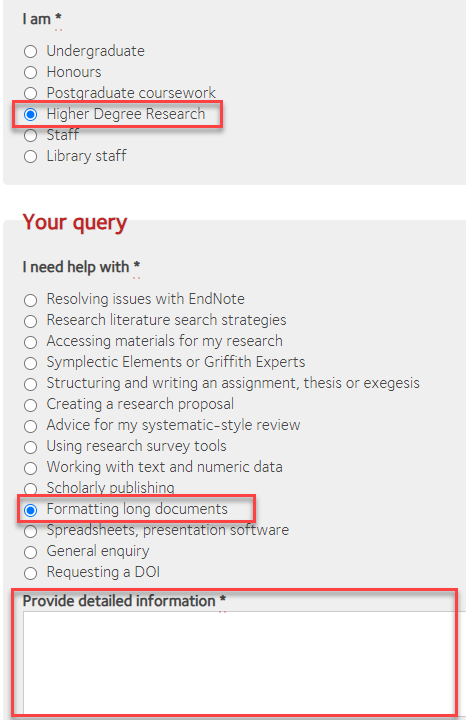 I am *
Undergraduate
Honours
Postgraduate coursework
Higher Degree Research
Staff
Library staff
Your query
I need help with *
Resolving issues with EndNote
Research literature search strategies
Accessing materials for my research
Symplectic Elements or Griffith Experts
Structuring and writing an assignment, thesis or exegesis
Creating a research proposal
Advice for my systematic-style review
Using research survey tools
Working with text and numeric data
Scholarly publishing
Formatting long documents
Spreadsheets, presentation software
General enquiry
Requesting a DOI
Provide detailed information *